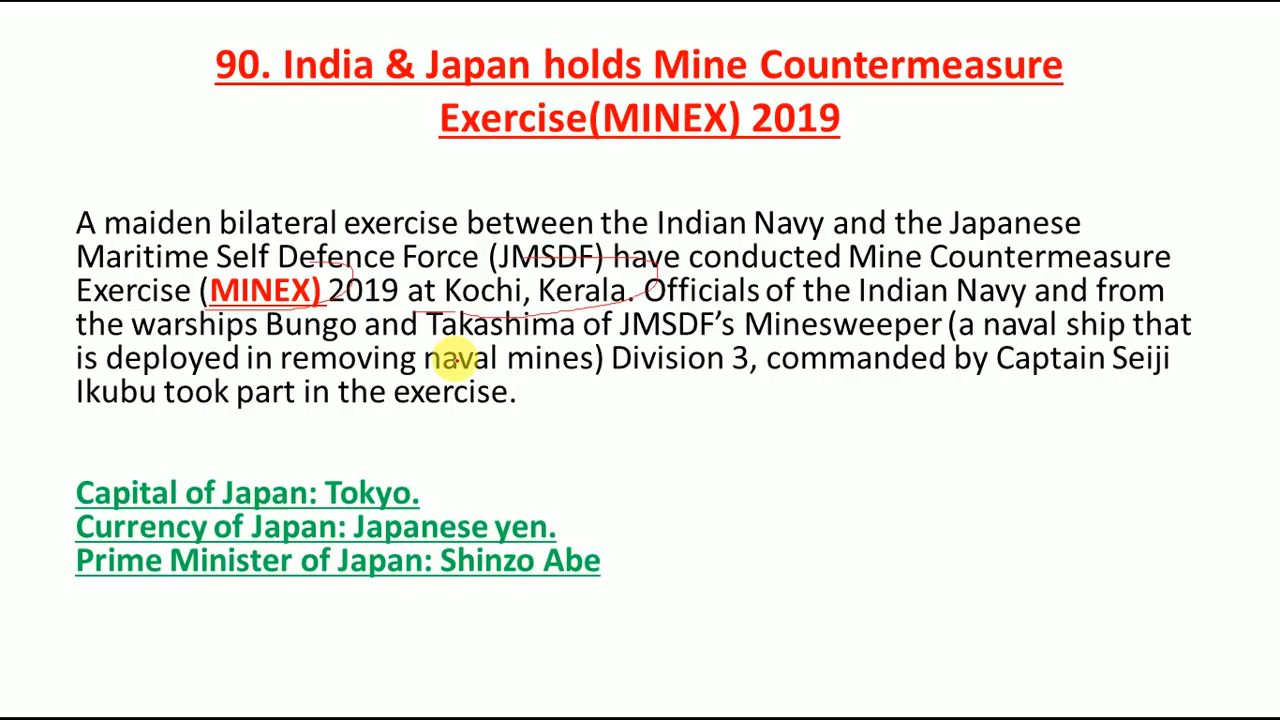 90. India & Japan holds Mine Countermeasure
Exercise(MINEX) 2019
A maiden bilateral exercise between the Indian Navy and the Japanese
Maritime Self Defence Force (JMSDF) have conducted Mine Countermeasure
Exercise (MINEX) 2019 at Kochi, Kerala. Officials of the Indian Navy and from
the warships Bungo and Takashima of JMSDF’s Minesweeper (a naval ship that
is deployed in removing naval mines) Division 3, commanded by Captain Seiji
Ikubu took part in the exercise.
Capital of Japan: Tokyo.
Currency of Japan: Japanese yen.
Prime Minister of Japan: Shinzo Abe